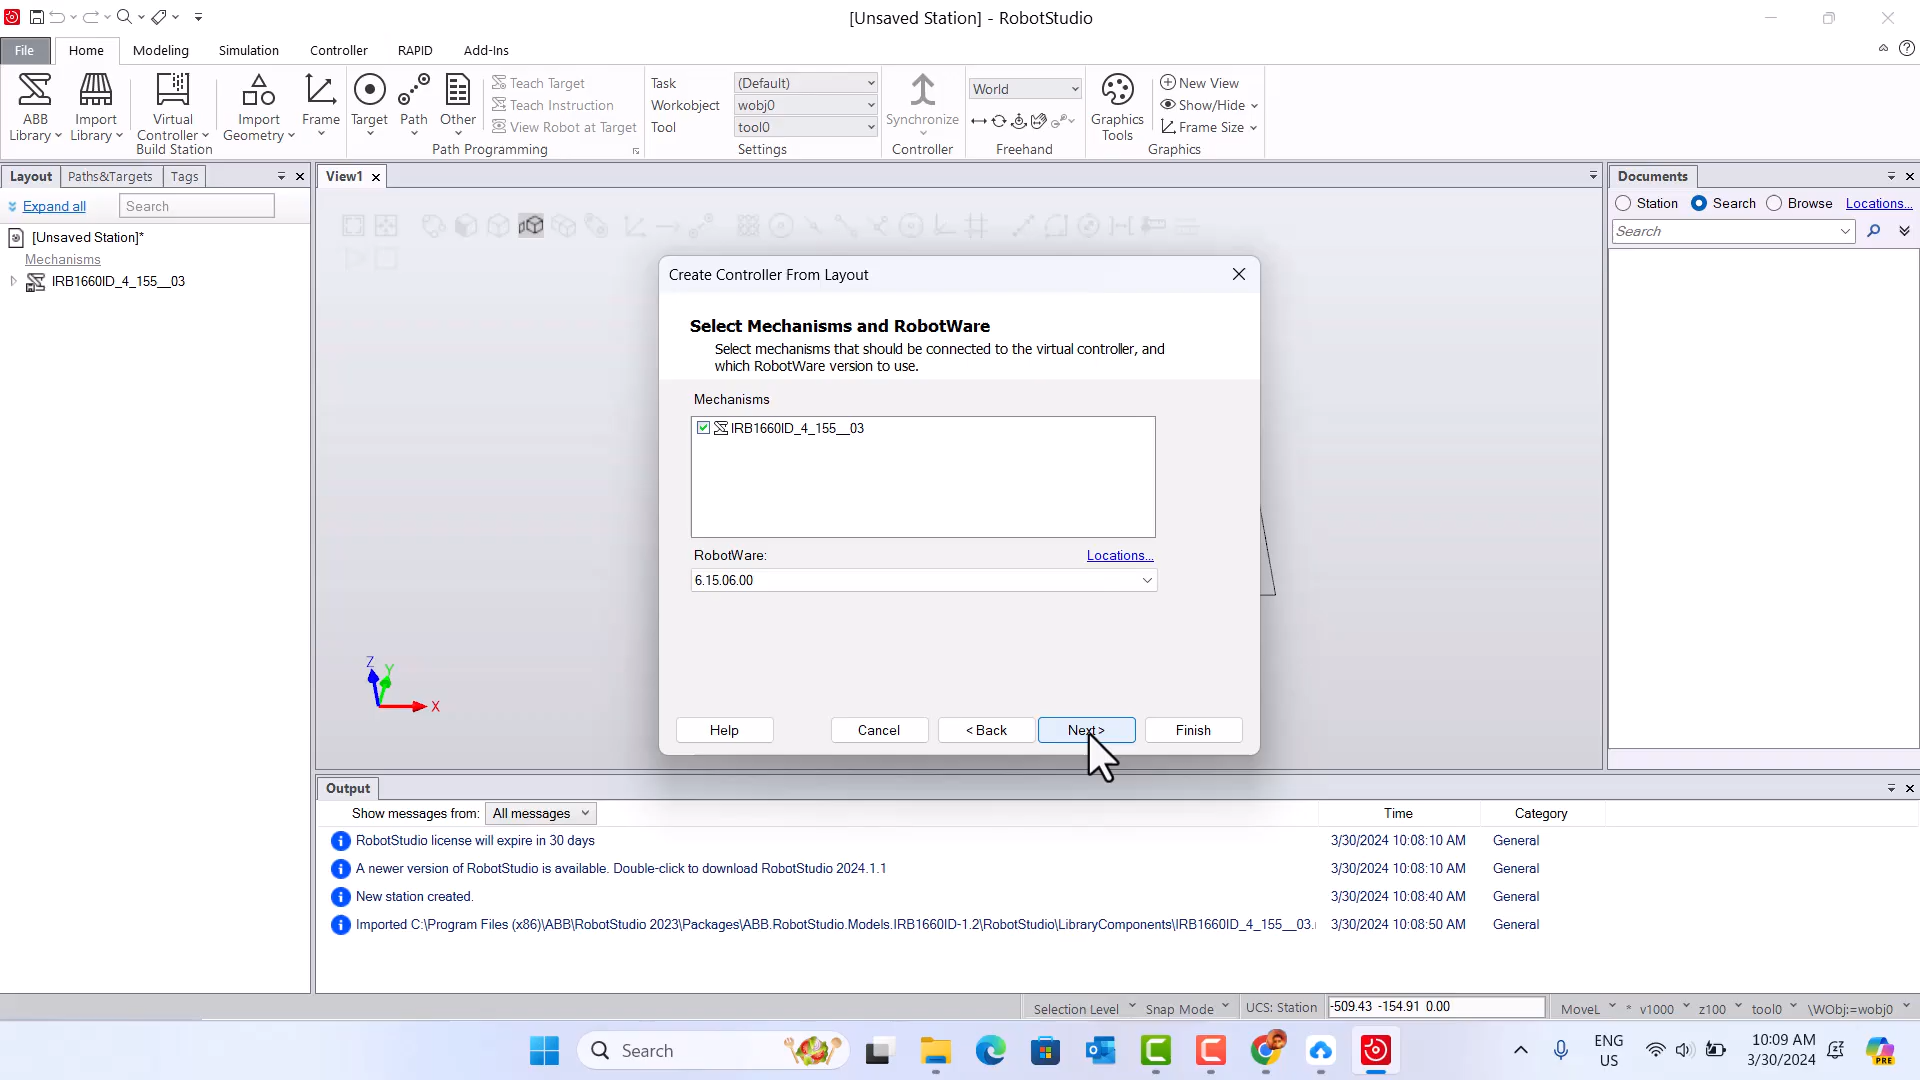 [Unsaved Station] - RobotStudio
File
Home
Modeling
Simulation
Controller
RAPID
Add-Ins
ABB
Library
Import
Library
Virtual
Controller
Import
Geometry
Frame
Build Station
Target
Path
Other
Teach Target
Teach Instruction
View Robot at Target
Path Programming
Task
(Default)
Workobject
wobj0
Tool
tool0
Settings
Synchronize
Controller
World
Freehand
Graphics
Tools
New View
Show/Hide
Frame Size
Graphics
Layout
Paths&Targets
Tags
View1
Documents
Expand all
Search
Station
Search
Browse
Locations...
Search
[Unsaved Station]*
Mechanisms
IRB1660ID_4_155__03
Create Controller From Layout
Select Mechanisms and RobotWare
Select mechanisms that should be connected to the virtual controller, and
which RobotWare version to use.
Mechanisms
IRB1660ID_4_155__03
RobotWare:
Locations...
6.15.06.00
Help
Cancel
< Back
Next >
Finish
Z
Y
X
Output
Show messages from:
All messages
Time
Category
RobotStudio license will expire in 30 days
3/30/2024 10:08:10 AM
General
A newer version of RobotStudio is available. Double-click to download RobotStudio 2024.1.1
3/30/2024 10:08:10 AM
General
New station created.
3/30/2024 10:08:40 AM
General
Imported C:\Program Files (x86)\ABB\RobotStudio 2023\Packages\ABB.RobotStudio.Models.IRB1660ID-1.2\RobotStudio\LibraryComponents\IRB1660ID_4_155__03.
3/30/2024 10:08:50 AM
General
Selection Level
Snap Mode
UCS: Station
-509.43 -154.91 0.00
MoveL
*
v1000
z100
tool0
\WObj:=wobj0
Search
ENG
US
10:09 AM
3/30/2024
PRE